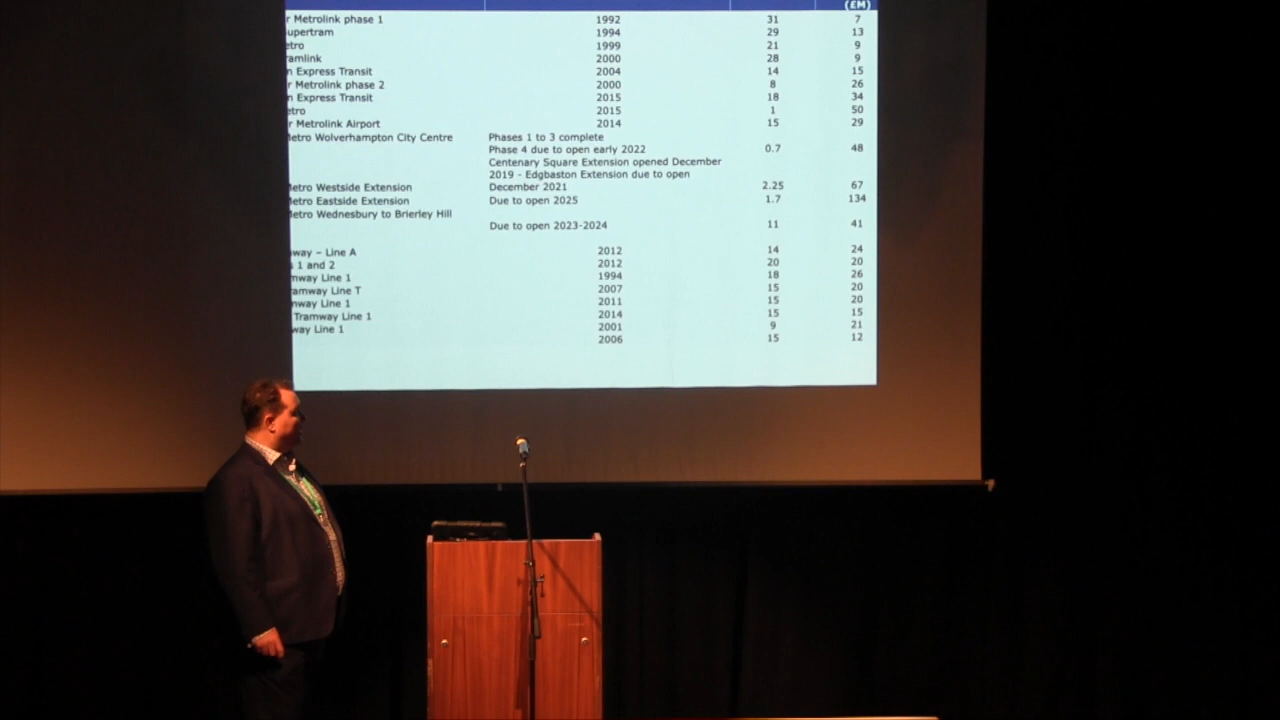 (£M)
r Metrolink phase 1 1992 31 7
upertram 1994 29 13
etro 1999 21 9
ramlink 2000 28 9
n Express Transit 2004 14 15
r Metrolink phase 2 2000 8 26
n Express Transit 2015 18 34
etro 2015 1 50
r Metrolink Airport 2014 15 29
Metro Wolverhampton City Centre Phases 1 to 3 complete
Phase 4 due to open early 2022 0.7 48
Centenary Square Extension opened December
2019 - Edgbaston Extension due to open
Metro Westside Extension December 2021 2.25 67
Metro Eastside Extension Due to open 2025 1.7 134
Metro Wednesbury to Brierley Hill
Due to open 2023-2024 11 41
way – Line A 2012 14 24
s 1 and 2 2012 20 20
mway Line 1 1994 18 26
ramway Line T 2007 15 20
mway Line 1 2011 15 20
Tramway Line 1 2014 15 15
way Line 1 2001 9 21
2006 15 12